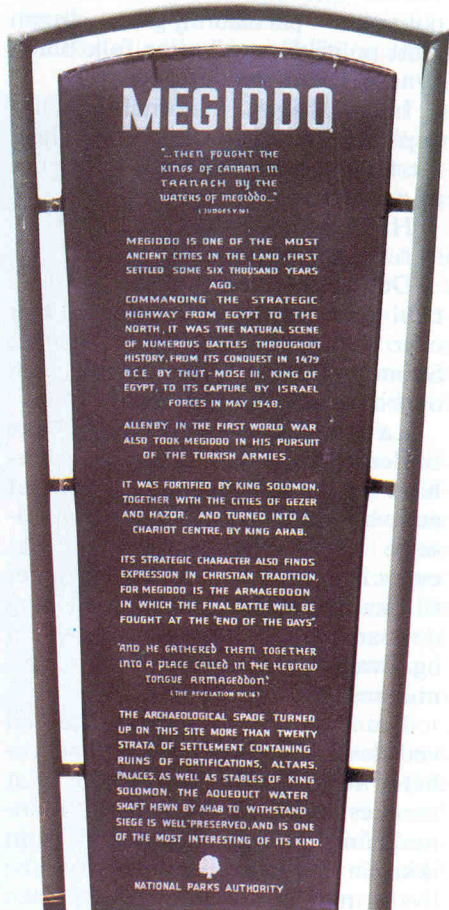 MEGIDDO
"...THEN FOUGHT THE
KINGS OF CANAAN IN
TAANACH BY THE
WATERS OF MEGIDDO..."
(JUDGES V.19)
MEGIDDO IS ONE OF THE MOST
ANCIENT CITIES IN THE LAND, FIRST
SETTLED SOME SIX THOUSAND YEARS
AGO.
COMMANDING THE STRATEGIC
HIGHWAY FROM EGYPT TO THE
NORTH, IT WAS THE NATURAL SCENE
OF NUMEROUS BATTLES THROUGHOUT
HISTORY, FROM ITS CONQUEST IN 1479
B.C.E. BY THUT-MOSE III, KING OF
EGYPT, TO ITS CAPTURE BY ISRAEL
FORCES IN MAY 1948.
ALLENBY IN THE FIRST WORLD WAR
ALSO TOOK MEGIDDO IN HIS PURSUIT
OF THE TURKISH ARMIES.
IT WAS FORTIFIED BY KING SOLOMON,
TOGETHER WITH THE CITIES OF GEZER
AND HAZOR. AND TURNED INTO A
CHARIOT CENTRE, BY KING AHAB.
ITS STRATEGIC CHARACTER ALSO FINDS
EXPRESSION IN CHRISTIAN TRADITION,
FOR MEGIDDO IS THE ARMAGEDDON
IN WHICH THE FINAL BATTLE WILL BE
FOUGHT AT THE "END OF THE DAYS".
"AND HE GATHERED THEM TOGETHER
INTO A PLACE CALLED IN THE HEBREW
TONGUE ARMAGEDDON."
(THE REVELATION XVI,16)
THE ARCHAEOLOGICAL SPADE TURNED
UP ON THIS SITE MORE THAN TWENTY
STRATA OF SETTLEMENT CONTAINING
RUINS OF FORTIFICATIONS, ALTARS,
PALACES, AS WELL AS STABLES OF KING
SOLOMON. THE AQUEDUCT WATER
SHAFT HEWN BY AHAB TO WITHSTAND
SIEGE IS WELL PRESERVED, AND IS ONE
OF THE MOST INTERESTING OF ITS KIND.
NATIONAL PARKS AUTHORITY